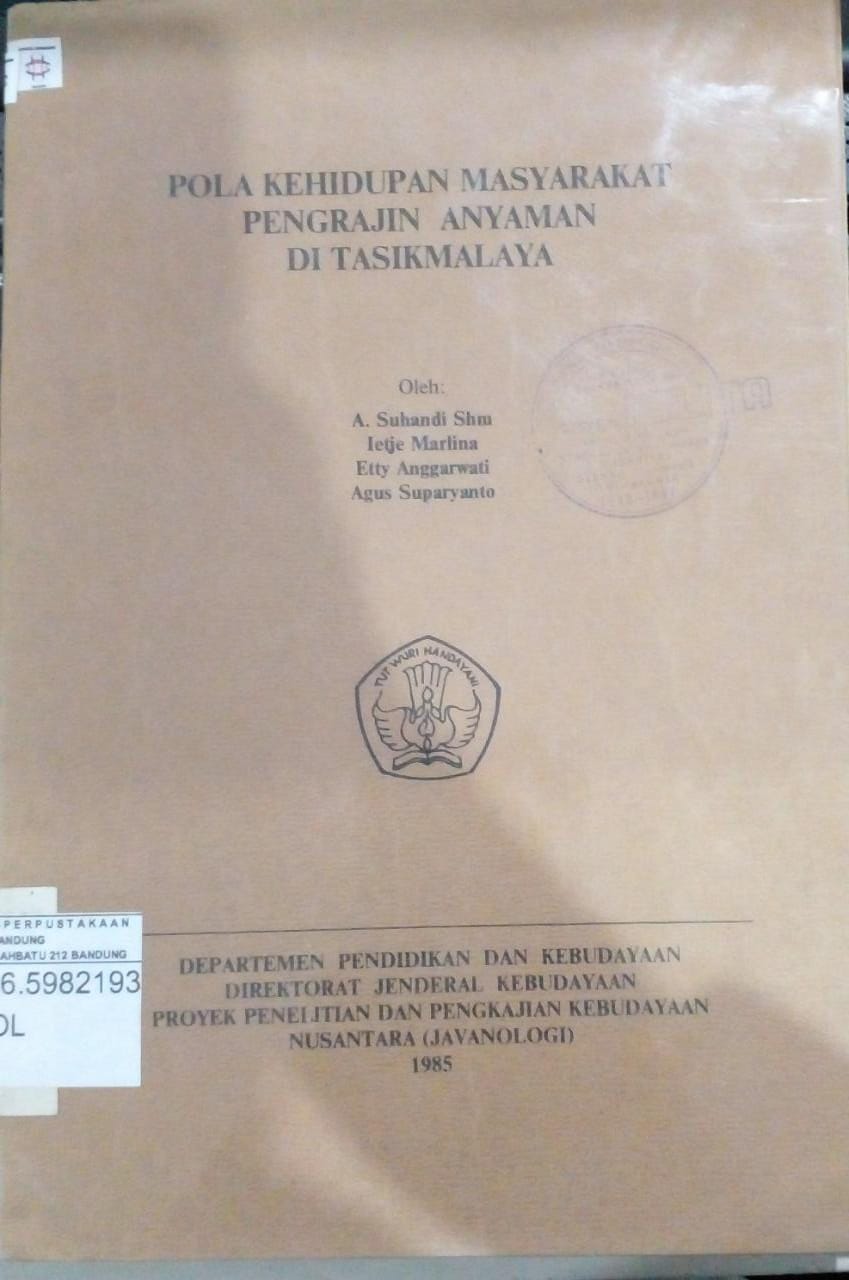 POLA KEHIDUPAN MASYARAKAT
PENGRAJIN ANYAMAN
DI TASIKMALAYA
Oleh:
A. Suhandi Shm
Ietje Marlina
Etty Anggarwati
Agus Suparyanto
TUT WURI HANDAYANI
PERPUSTAKAAN
ANDUNG
AHBATU 212 BANDUNG
6.5982193
OL
DEPARTEMEN PENDIDIKAN DAN KEBUDAYAAN
DIREKTORAT JENDERAL KEBUDAYAAN
PROYEK PENELITIAN DAN PENGKAJIAN KEBUDAYAAN
NUSANTARA (JAVANOLOGI)
1985